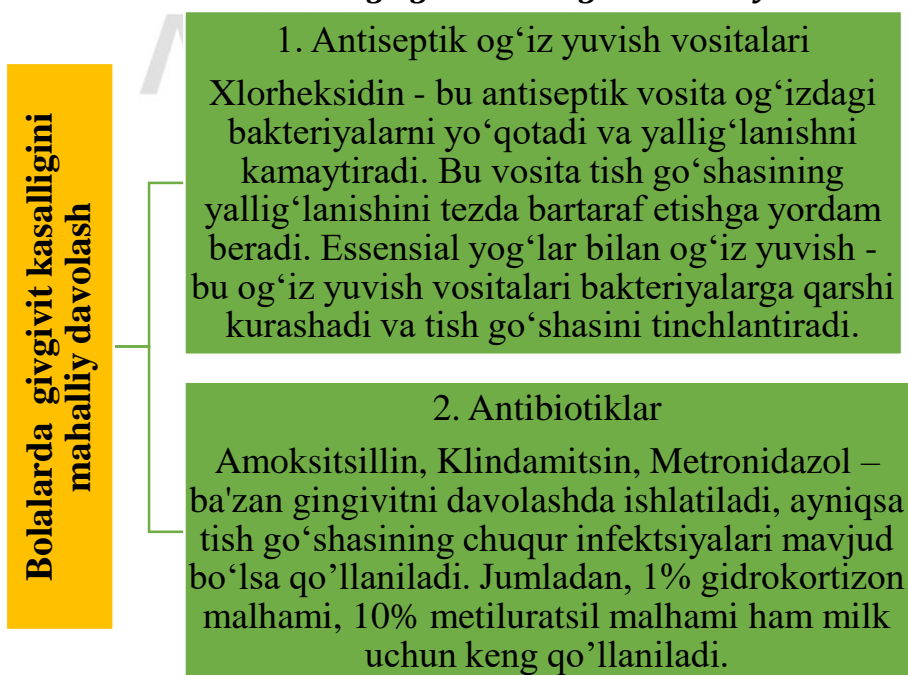 Bolalarda givgivit kasalligini
mahalliy davolash
1. Antiseptik og‘iz yuvish vositalari
Xlorheksidin - bu antiseptik vosita og‘izdagi
bakteriyalarni yo‘qotadi va yallig‘lanishni
kamaytiradi. Bu vosita tish go‘shasining
yallig‘lanishini tezda bartaraf etishga yordam
beradi. Essensial yog‘lar bilan og‘iz yuvish -
bu og‘iz yuvish vositalari bakteriyalarga qarshi
kurashadi va tish go‘shasini tinchlantiradi.
2. Antibiotiklar
Amoksitsillin, Klindamitsin, Metronidazol –
ba'zan gingivitni davolashda ishlatiladi, ayniqsa
tish go‘shasining chuqur infektsiyalari mavjud
bo‘lsa qo’llaniladi. Jumladan, 1% gidrokortizon
malhami, 10% metiluratsil malhami ham milk
uchun keng qo’llaniladi.